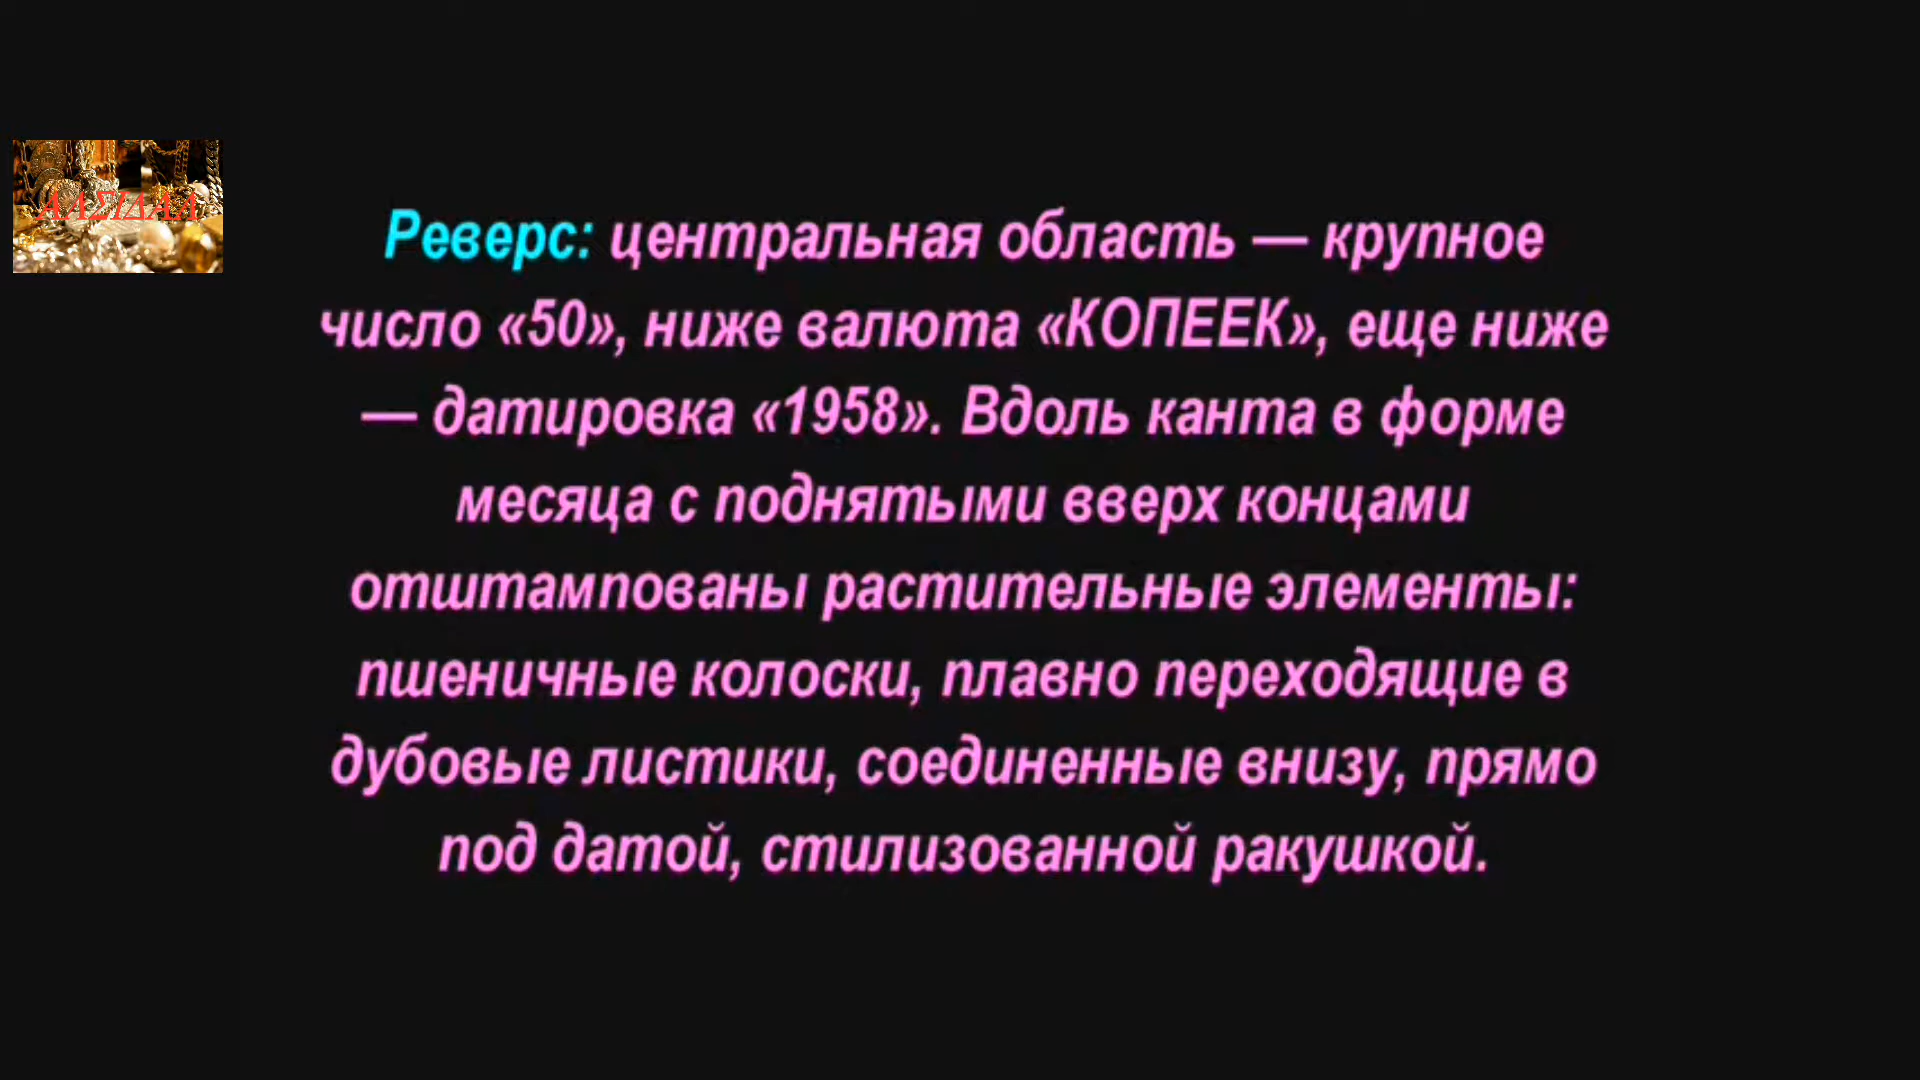 ΑΛΣΙΔΑΛ
Реверс: центральная область — крупное
число «50», ниже валюта «КОПЕЕК», еще ниже
— датировка «1958». Вдоль канта в форме
месяца с поднятыми вверх концами
отштампованы растительные элементы:
пшеничные колоски, плавно переходящие в
дубовые листики, соединенные внизу, прямо
под датой, стилизованной ракушкой.